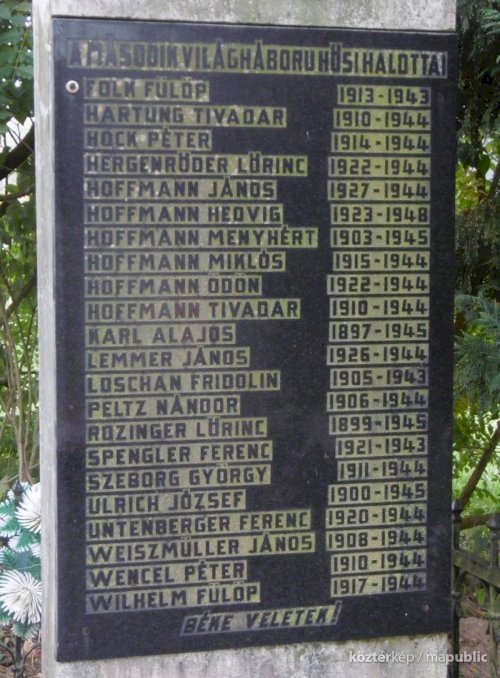 A MÁSODIK VILÁGHÁBORU HŐSI HALOTTAI
FOLK FÜLÖP 1913-1943
HARTUNG TIVADAR 1910-1944
HOCK PÉTER 1914-1944
HERGENRÖDER LŐRINC 1922-1944
HOFFMANN JÁNOS 1927-1944
HOFFMANN HEDVIG 1923-1948
HOFFMANN MENYHÉRT 1903-1945
HOFFMANN MIKLÓS 1915-1944
HOFFMANN ÖDÖN 1922-1944
HOFFMANN TIVADAR 1910-1944
KARL ALAJOS 1897-1945
LEMMER JÁNOS 1926-1944
LOSCHAN FRIDOLIN 1905-1943
PELTZ NÁNDOR 1906-1944
ROZINGER LŐRINC 1899-1945
SPENGLER FERENC 1921-1943
SZEBORG GYÖRGY 1911-1944
ULRICH JÓZSEF 1900-1945
UNTENBERGER FERENC 1920-1944
WEISZMÜLLER JÁNOS 1908-1944
WENCEL PÉTER 1910-1944
WILHELM FÜLÖP 1917-1944
BÉKE VELETEK!
köztérkép / mapublic